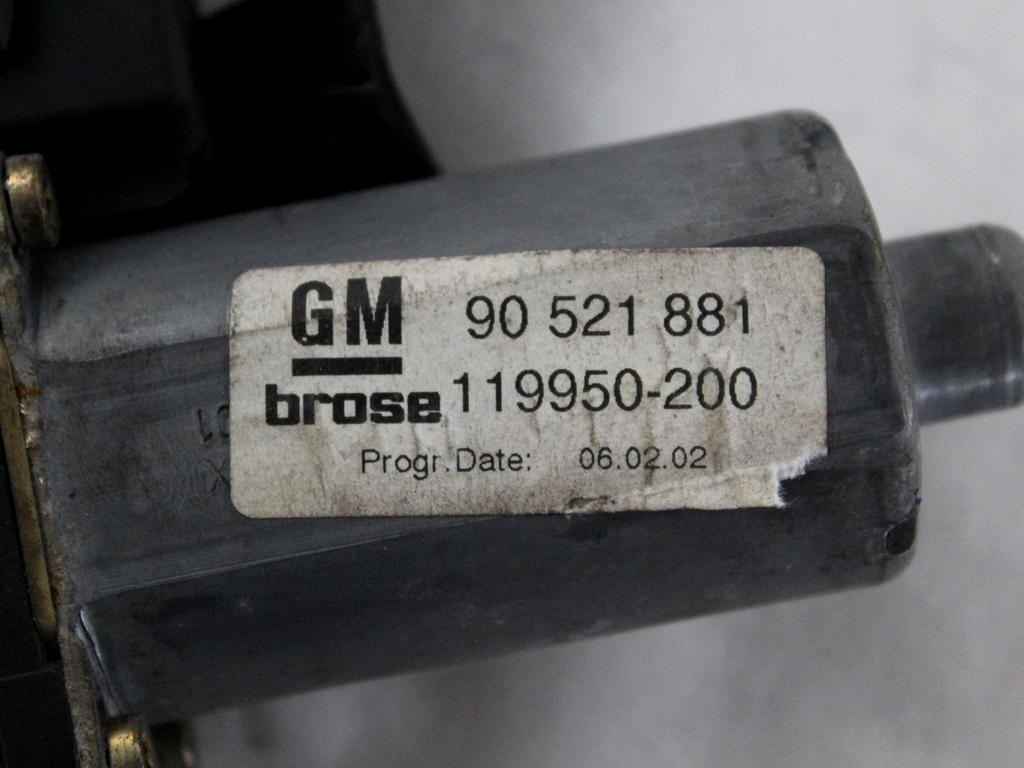 GM 90 521 881
brose 119950-200
Progr.Date: 06.02.02